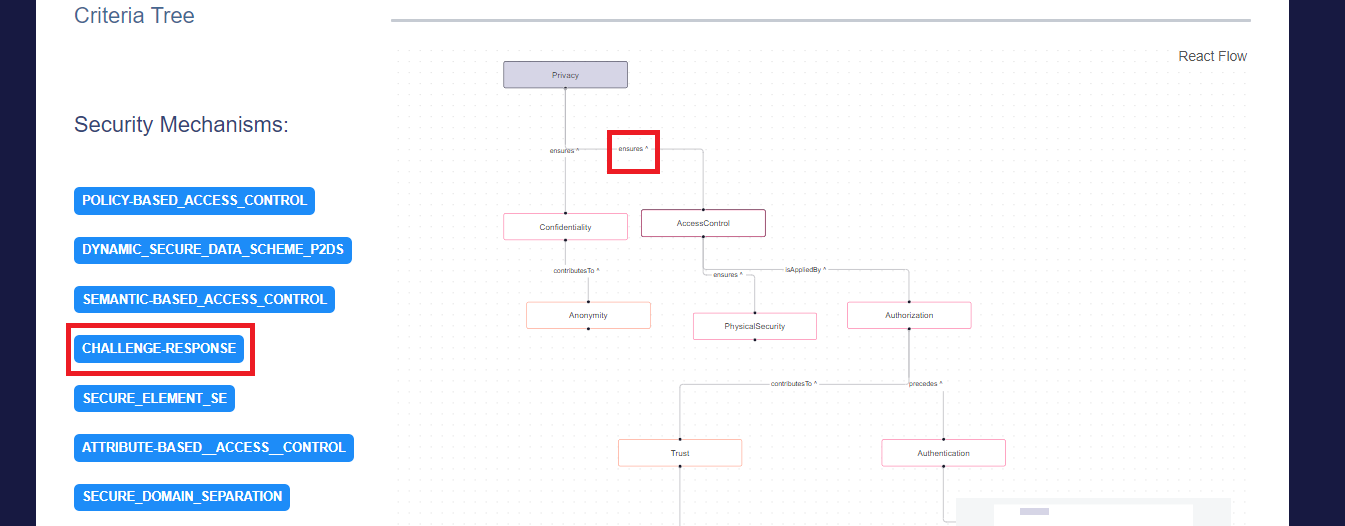 Criteria Tree
React Flow
Privacy
Security Mechanisms:
ensures ^
ensures ^
POLICY-BASED_ACCESS_CONTROL
Confidentiality
AccessControl
DYNAMIC_SECURE_DATA_SCHEME_P2DS
contributesTo ^
ensures ^
isAppliedBy ^
SEMANTIC-BASED_ACCESS_CONTROL
Anonymity
PhysicalSecurity
Authorization
CHALLENGE-RESPONSE
contributesTo ^
precedes ^
SECURE_ELEMENT_SE
ATTRIBUTE-BASED__ACCESS__CONTROL
Trust
Authentication
SECURE_DOMAIN_SEPARATION